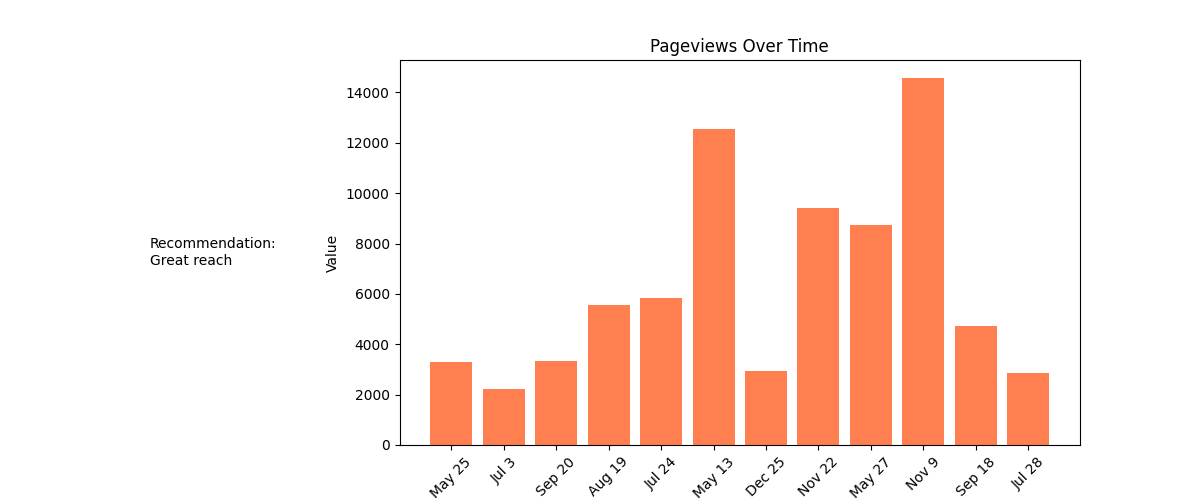 Pageviews Over Time
Recommendation:
Great reach
Value
14000
12000
10000
8000
6000
4000
2000
0
May 25
Jul 3
Sep 20
Aug 19
Jul 24
May 13
Dec 25
Nov 22
May 27
Nov 9
Sep 18
Jul 28